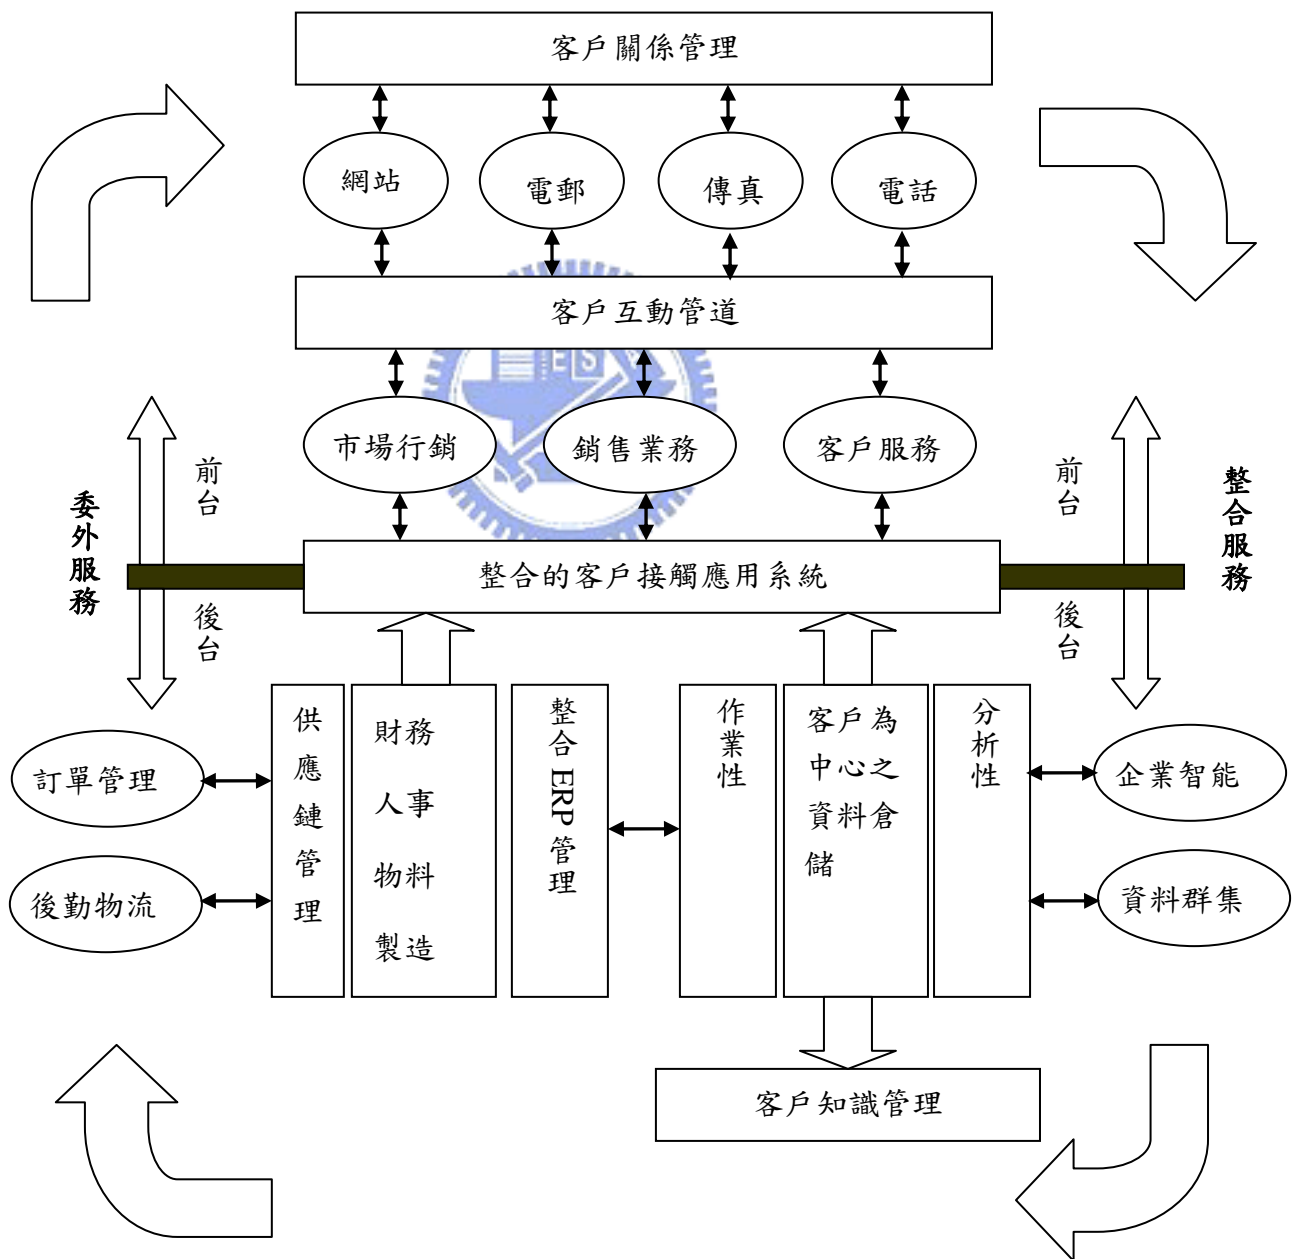 客戶關係管理
網站
電郵
傳真
電話
客戶互動管道
ES
市場行銷
銷售業務
客戶服務
前台
前台
委外服務
整合服務
整合的客戶接觸應用系統
後台
後台
供應鏈管理
財務
人事
物料
製造
整合 ERP 管理
作業性
客戶為
中心之
資料倉
儲
分析性
訂單管理
後勤物流
企業智能
資料群集
客戶知識管理